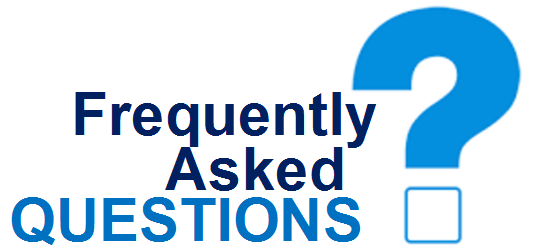 Frequently
Asked
QUESTIONS
?